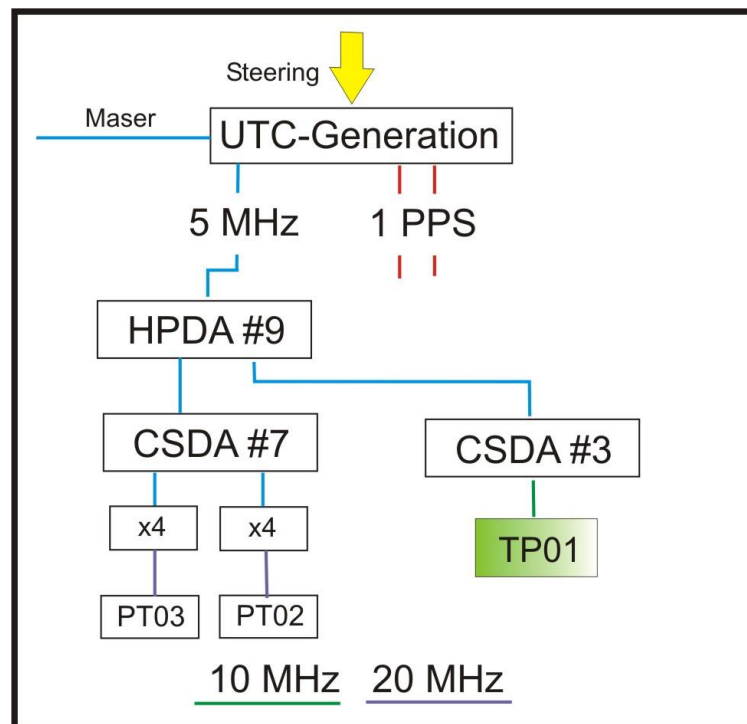 Steering
Maser
UTC-Generation
5 MHz 1 PPS
HPDA #9
CSDA #7 CSDA #3
x4 x4
TP01
PT03 PT02
10 MHz 20 MHz